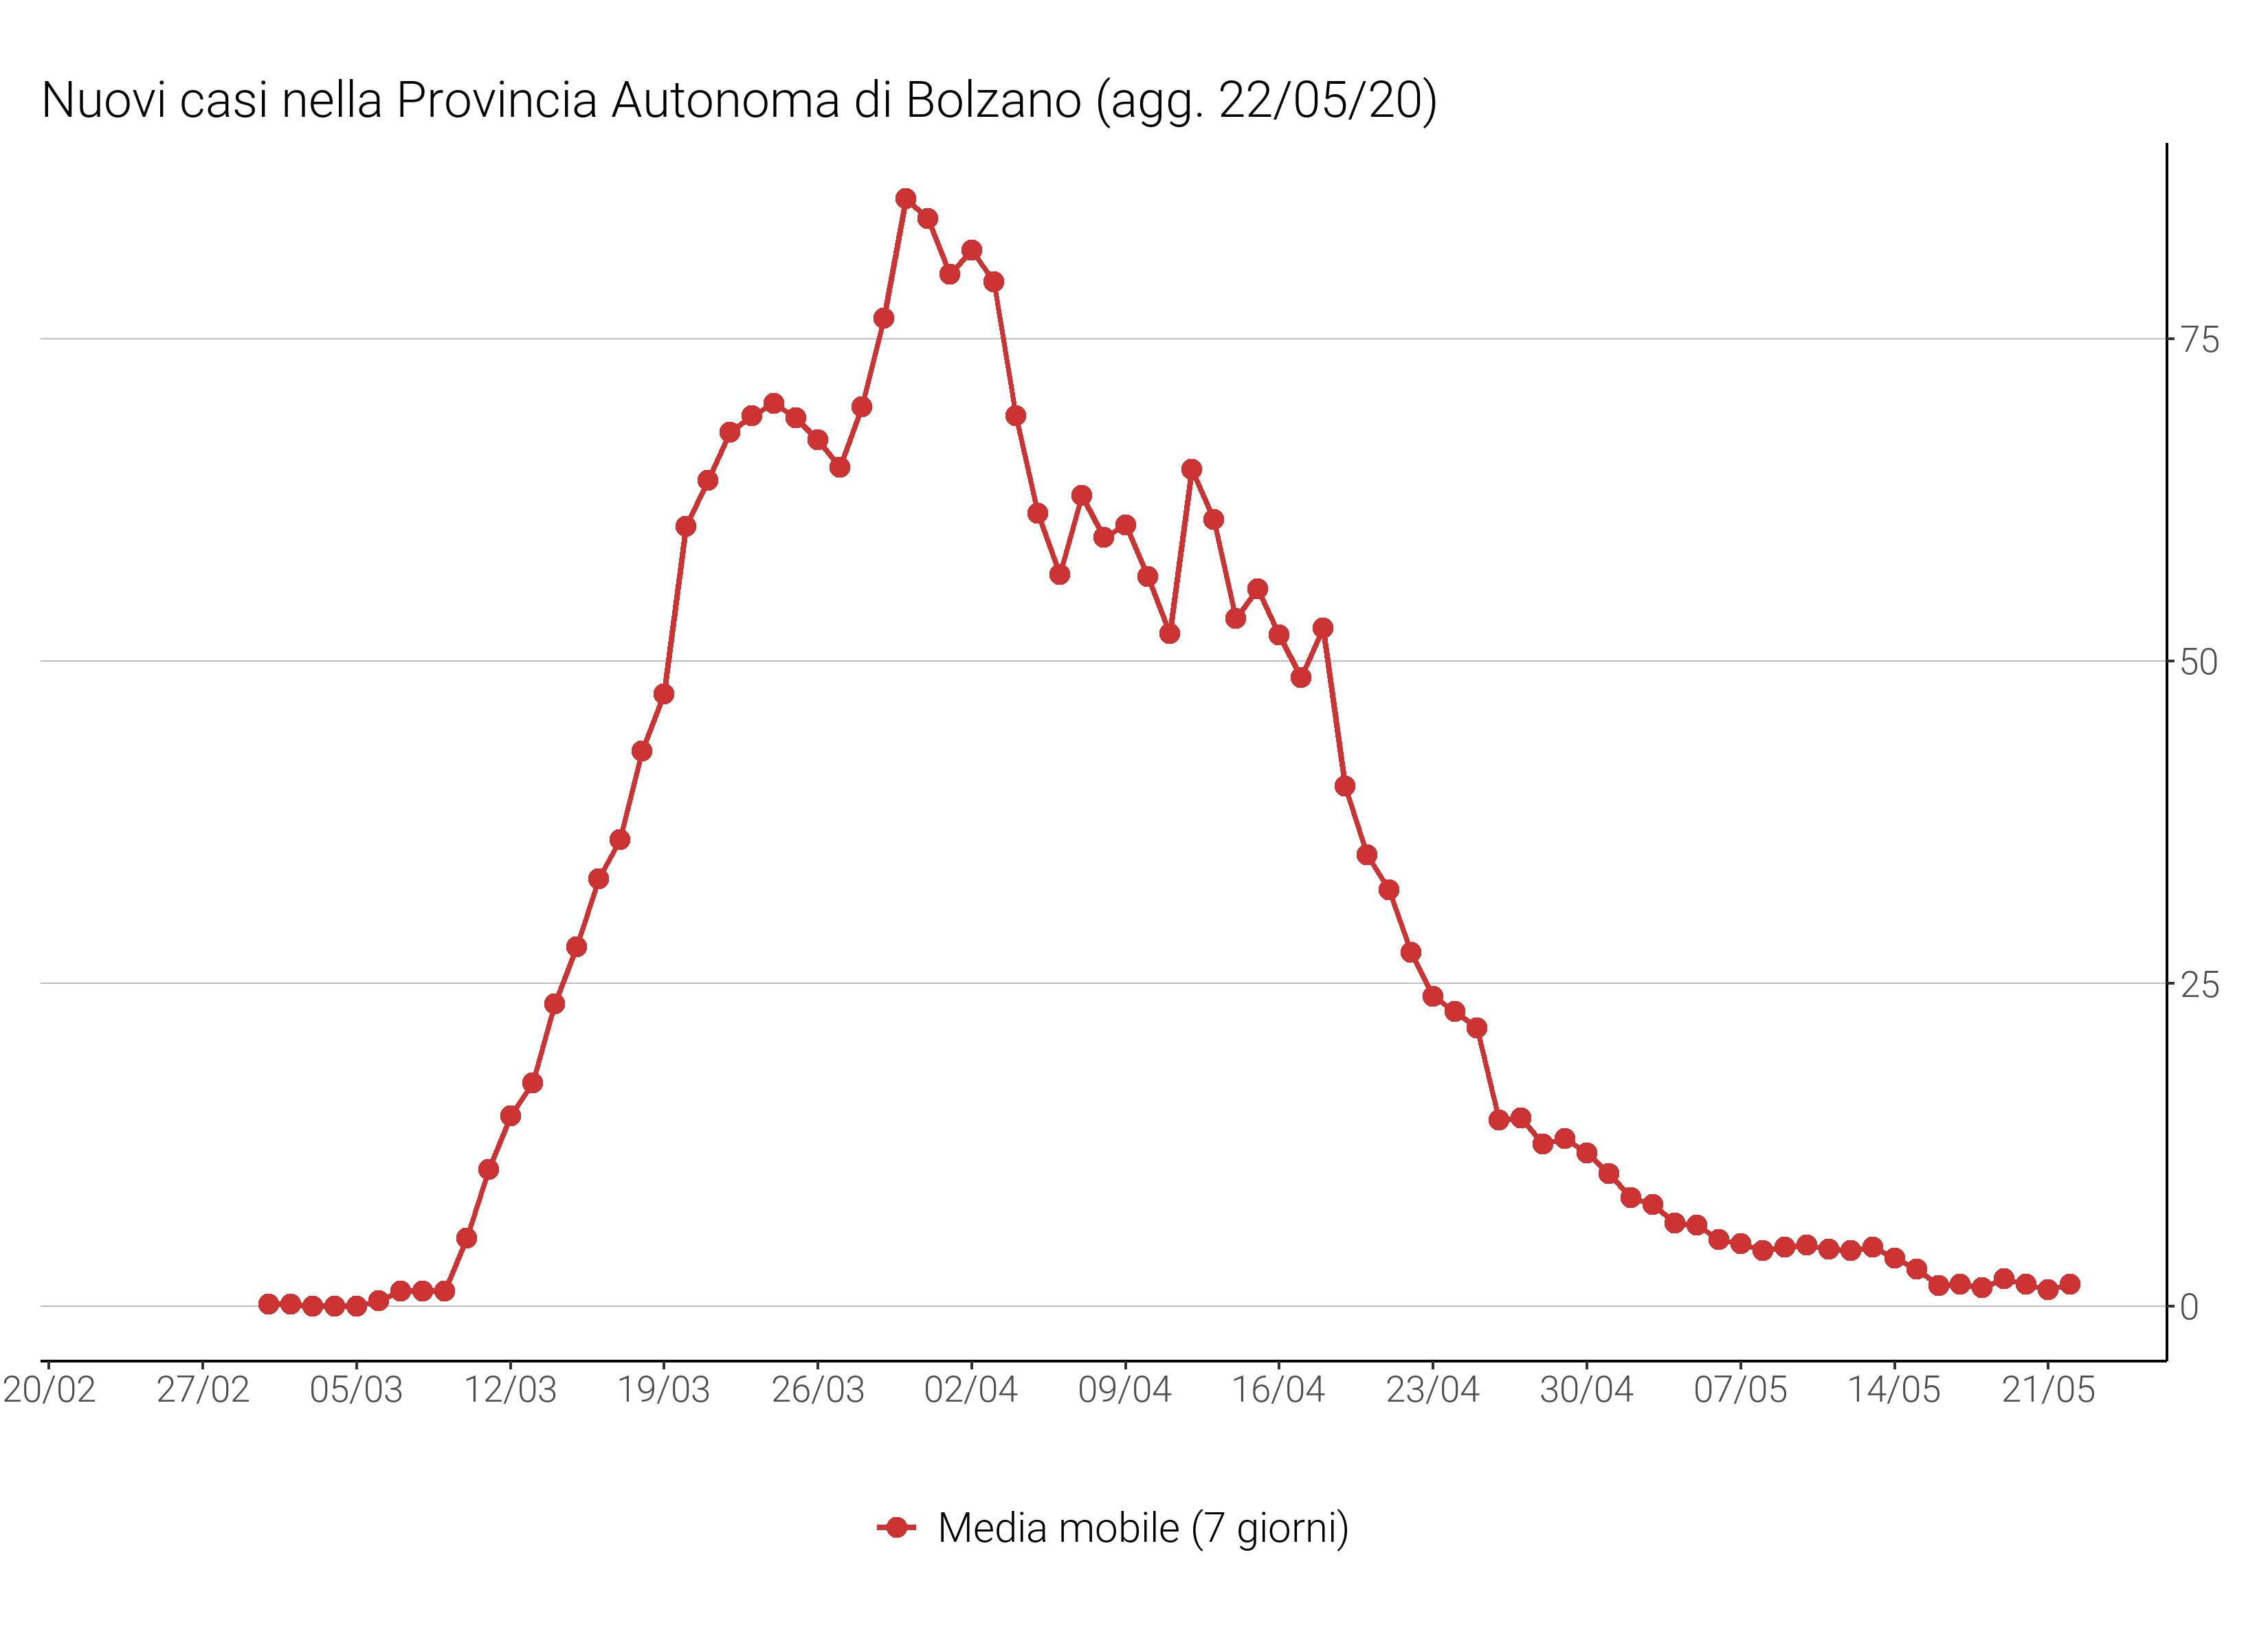 Nuovi casi nella Provincia Autonoma di Bolzano (agg. 22/05/20)
75
50
25
0
20/02 27/02 05/03 12/03 19/03 26/03 02/04 09/04 16/04 23/04 30/04 07/05 14/05 21/05
Media mobile (7 giorni)